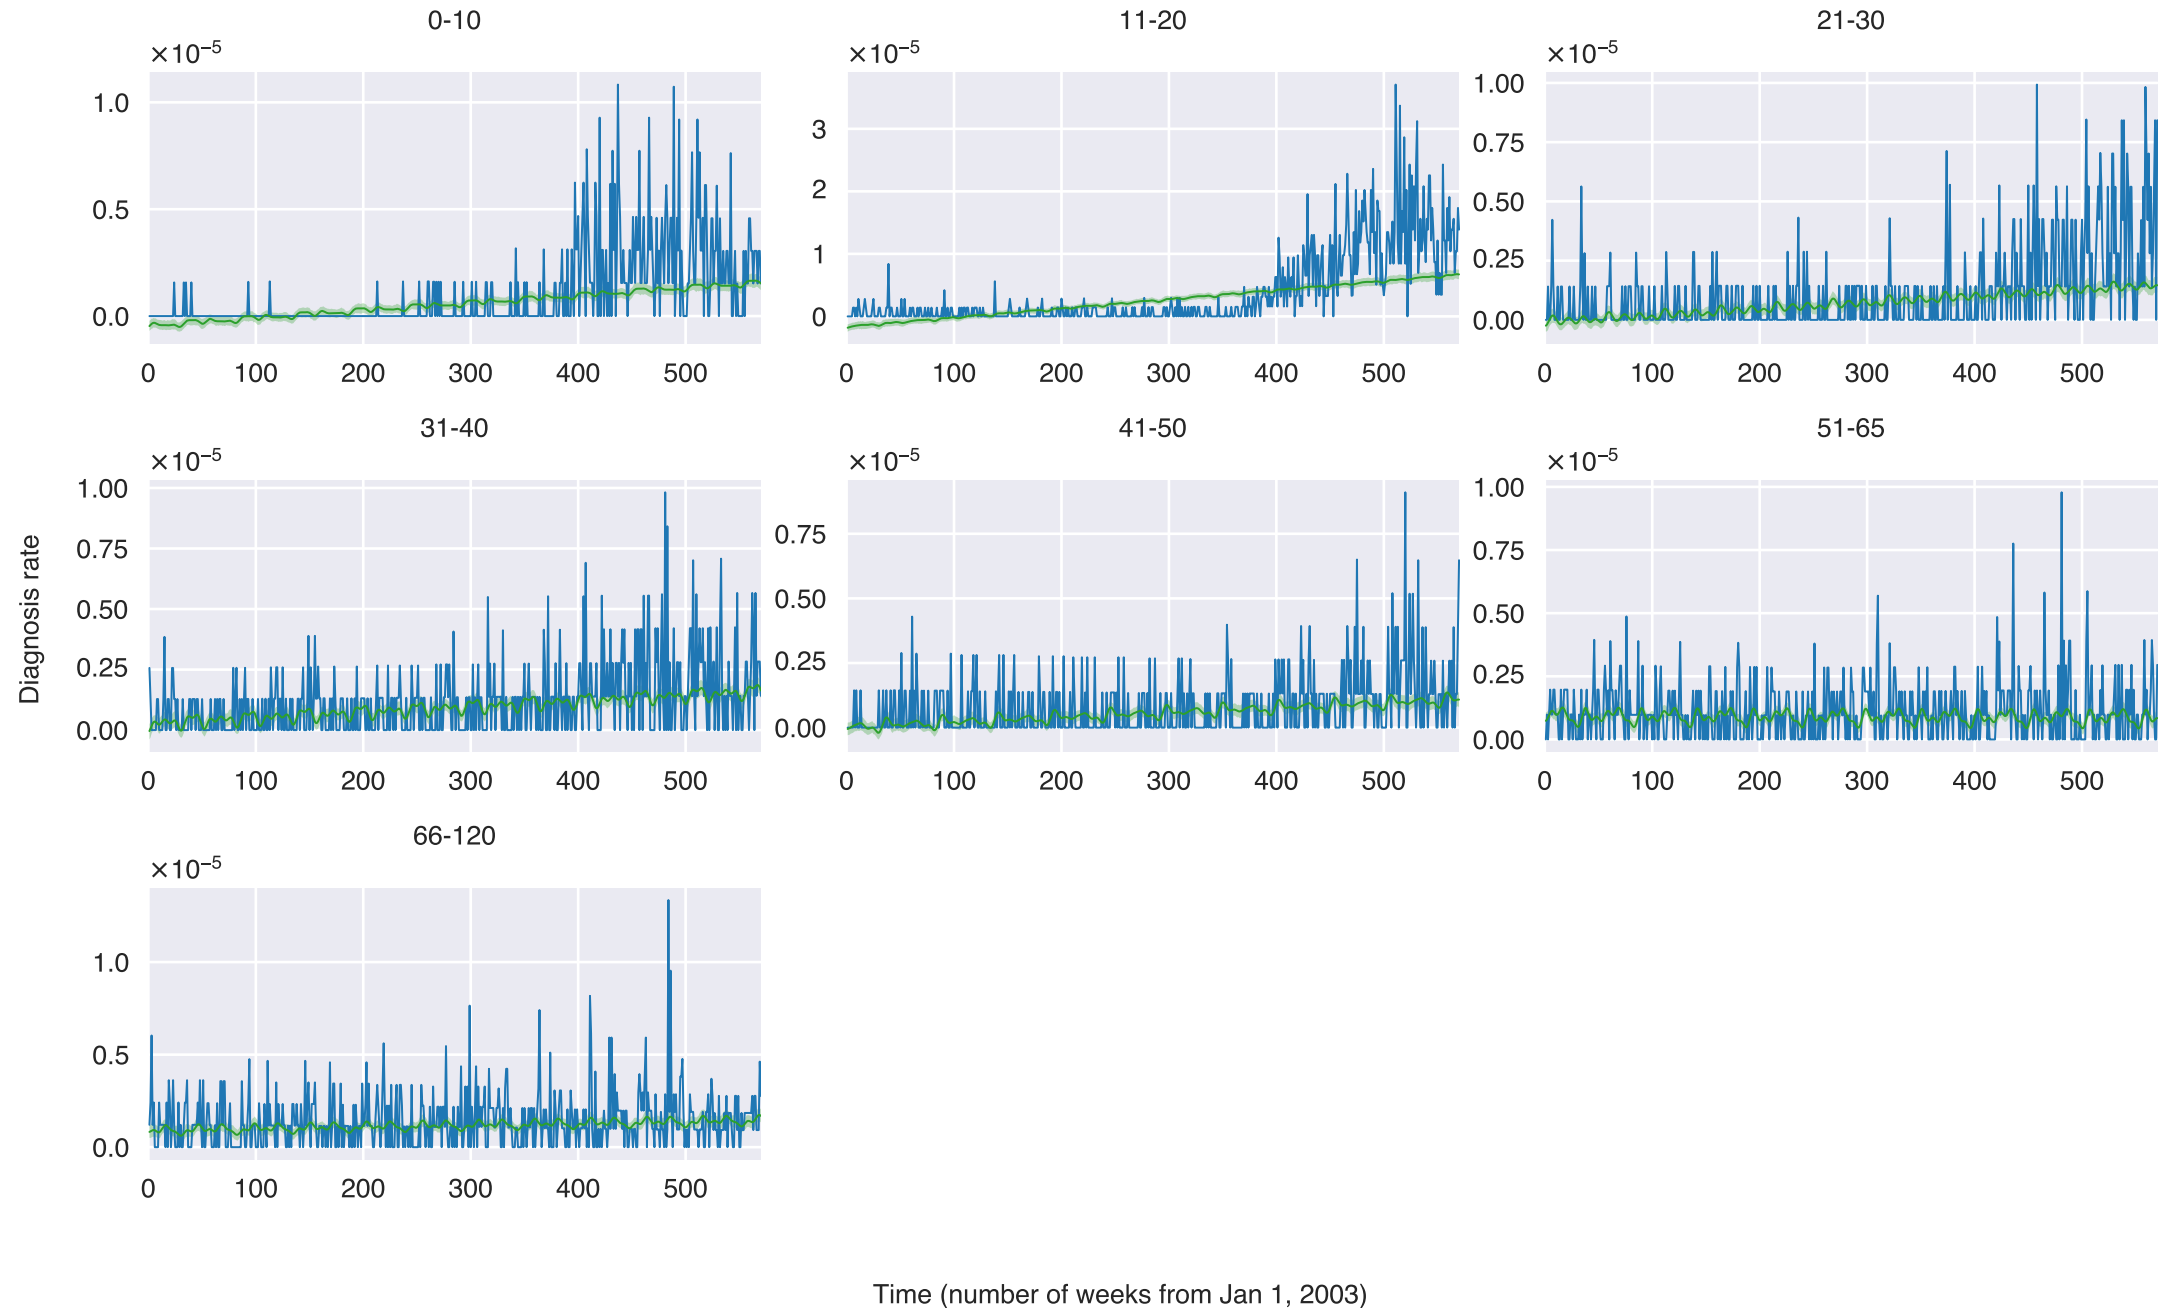 0-10 11-20 21-30
×10⁻⁵ ×10⁻⁵ ×10⁻⁵
1.0 0.5 0.0
3 2 1 0
1.00 0.75 0.50 0.25 0.00
0 100 200 300 400 500 0 100 200 300 400 500 0 100 200 300 400 500
31-40 41-50 51-65
×10⁻⁵ ×10⁻⁵ ×10⁻⁵
Diagnosis rate
1.00 0.75 0.50 0.25 0.00
0.75 0.50 0.25 0.00
1.00 0.75 0.50 0.25 0.00
0 100 200 300 400 500 0 100 200 300 400 500 0 100 200 300 400 500
66-120
×10⁻⁵
1.0
0.5
0.0
0 100 200 300 400 500
Time (number of weeks from Jan 1, 2003)